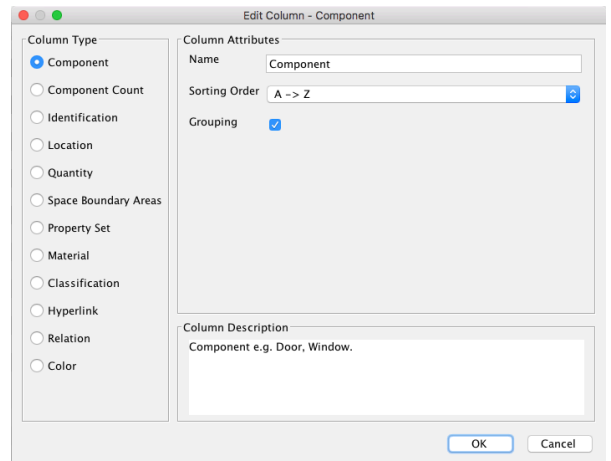 Edit Column - Component
Column Type
Component
Component Count
Identification
Location
Quantity
Space Boundary Areas
Property Set
Material
Classification
Hyperlink
Relation
Color
Column Attributes
Name
Component
Sorting Order
A -> Z
Grouping
Column Description
Component e.g. Door, Window.
OK
Cancel